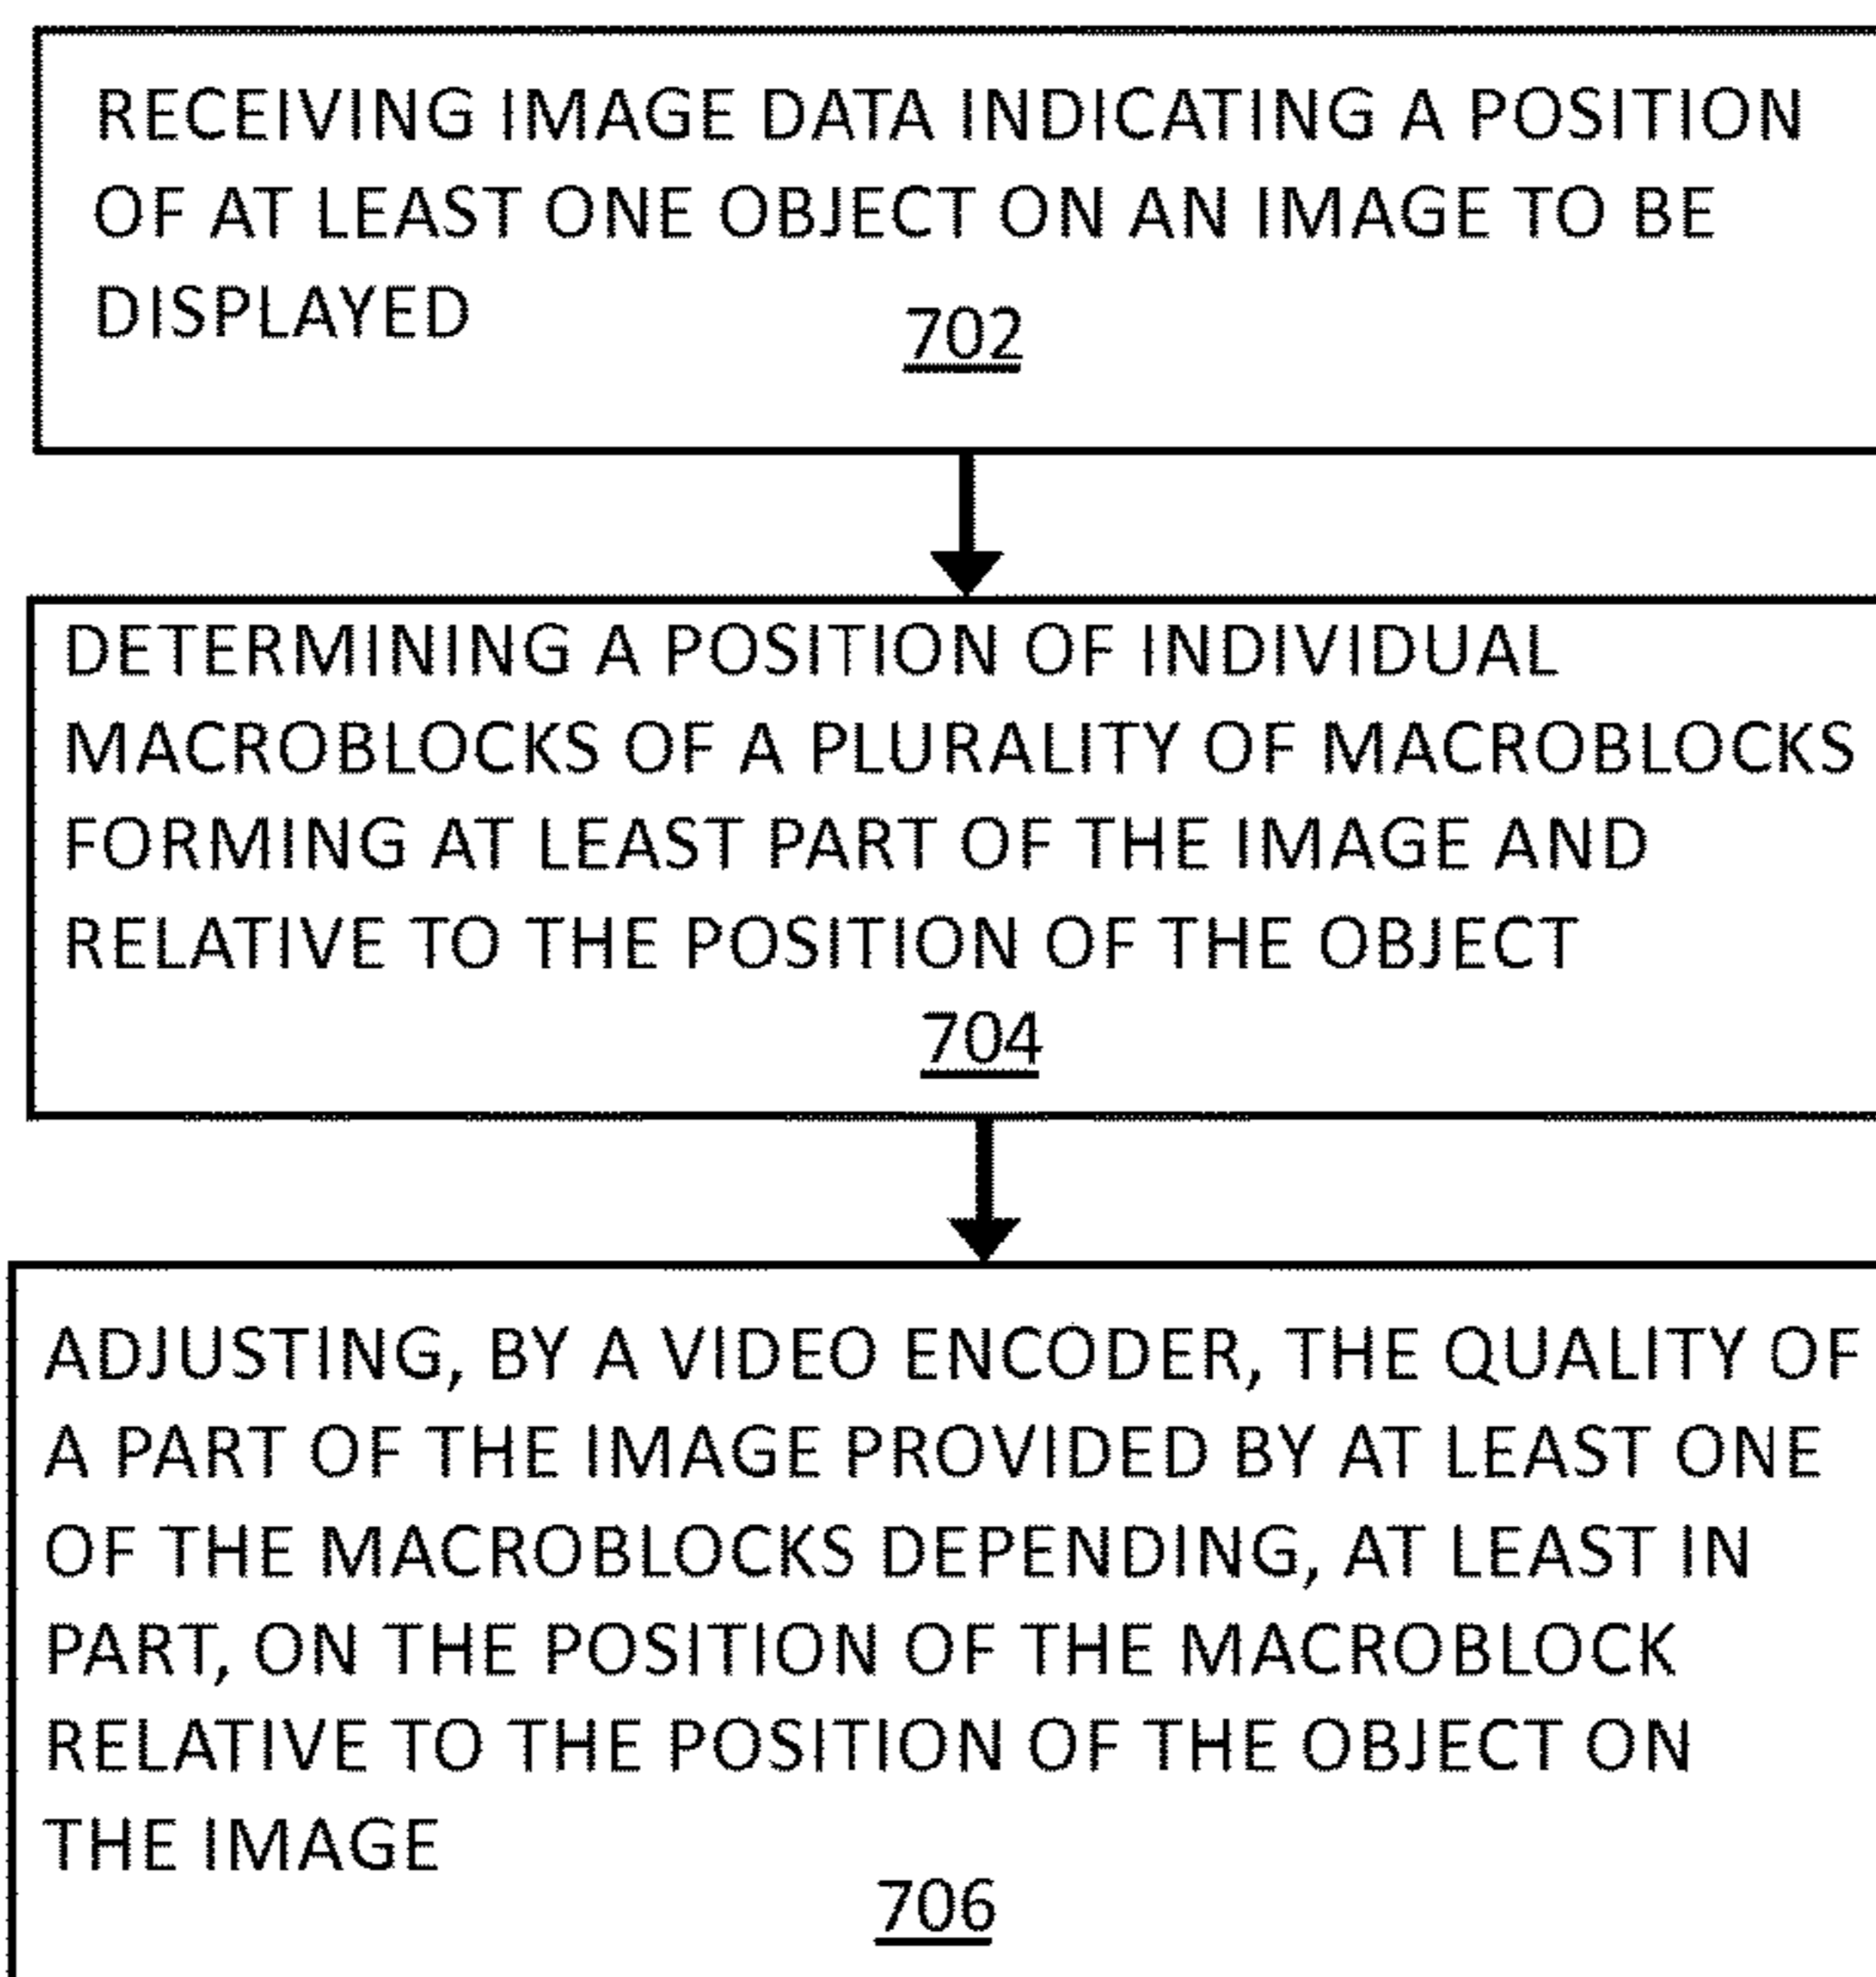 RECEIVING IMAGE DATA INDICATING A POSITION
OF AT LEAST ONE OBJECT ON AN IMAGE TO BE
DISPLAYED
702
DETERMINING A POSITION OF INDIVIDUAL
MACROBLOCKS OF A PLURALITY OF MACROBLOCKS
FORMING AT LEAST PART OF THE IMAGE AND
RELATIVE TO THE POSITION OF THE OBJECT
704
ADJUSTING, BY A VIDEO ENCODER, THE QUALITY OF
A PART OF THE IMAGE PROVIDED BY AT LEAST ONE
OF THE MACROBLOCKS DEPENDING, AT LEAST IN
PART, ON THE POSITION OF THE MACROBLOCK
RELATIVE TO THE POSITION OF THE OBJECT ON
THE IMAGE
706